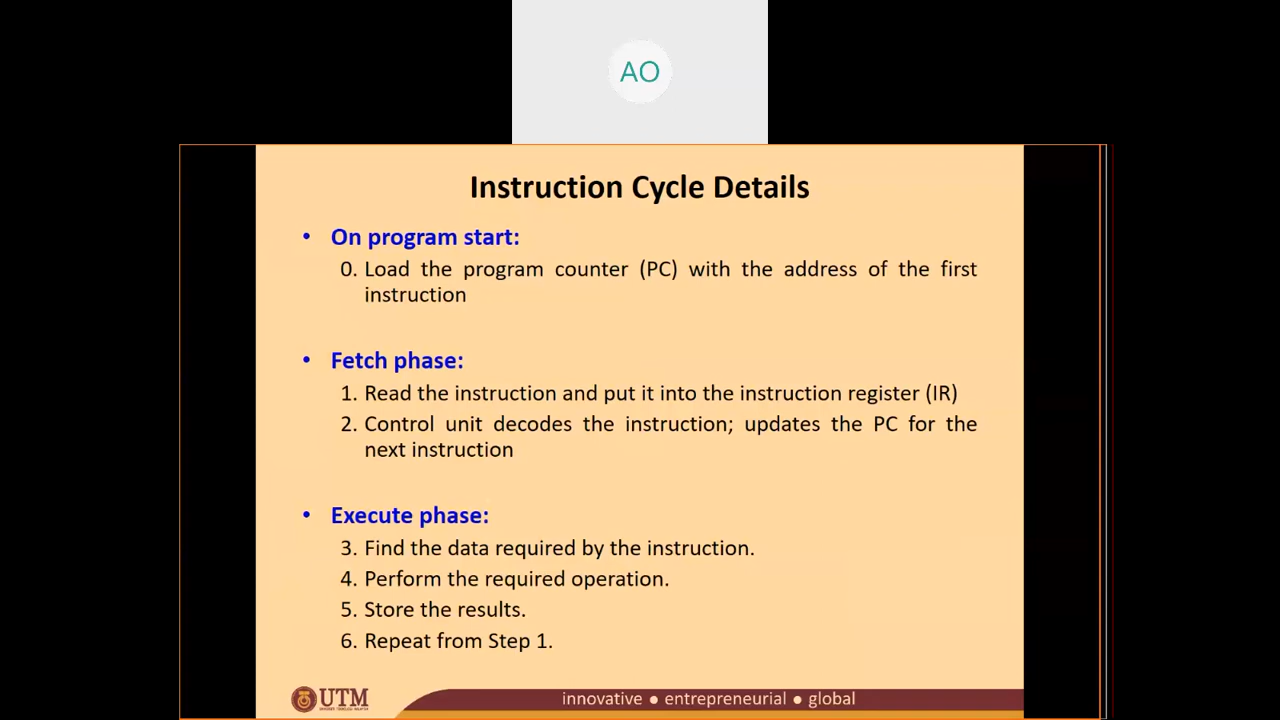 AO
Instruction Cycle Details
• On program start:
0. Load the program counter (PC) with the address of the first
instruction
• Fetch phase:
1. Read the instruction and put it into the instruction register (IR)
2. Control unit decodes the instruction; updates the PC for the
next instruction
• Execute phase:
3. Find the data required by the instruction.
4. Perform the required operation.
5. Store the results.
6. Repeat from Step 1.
UTM
innovative ● entrepreneurial ● global